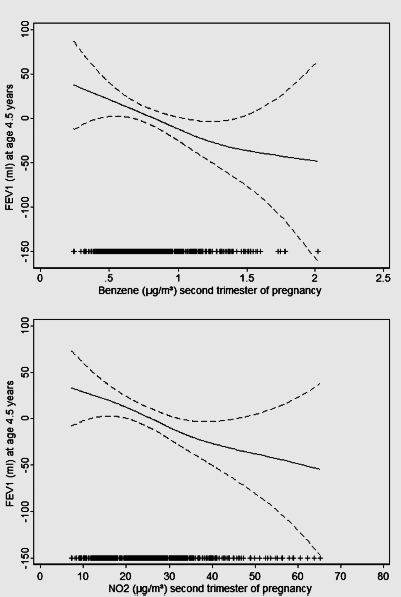 FEV1 (ml) at age 4.5 years
100
50
0
-50
-100
-150
0 .5 1 1.5 2 2.5
Benzene (µg/m³) second trimester of pregnancy
FEV1 (ml) at age 4.5 years
100
50
0
-50
-100
-150
0 10 20 30 40 50 60 70 80
NO2 (µg/m³) second trimester of pregnancy